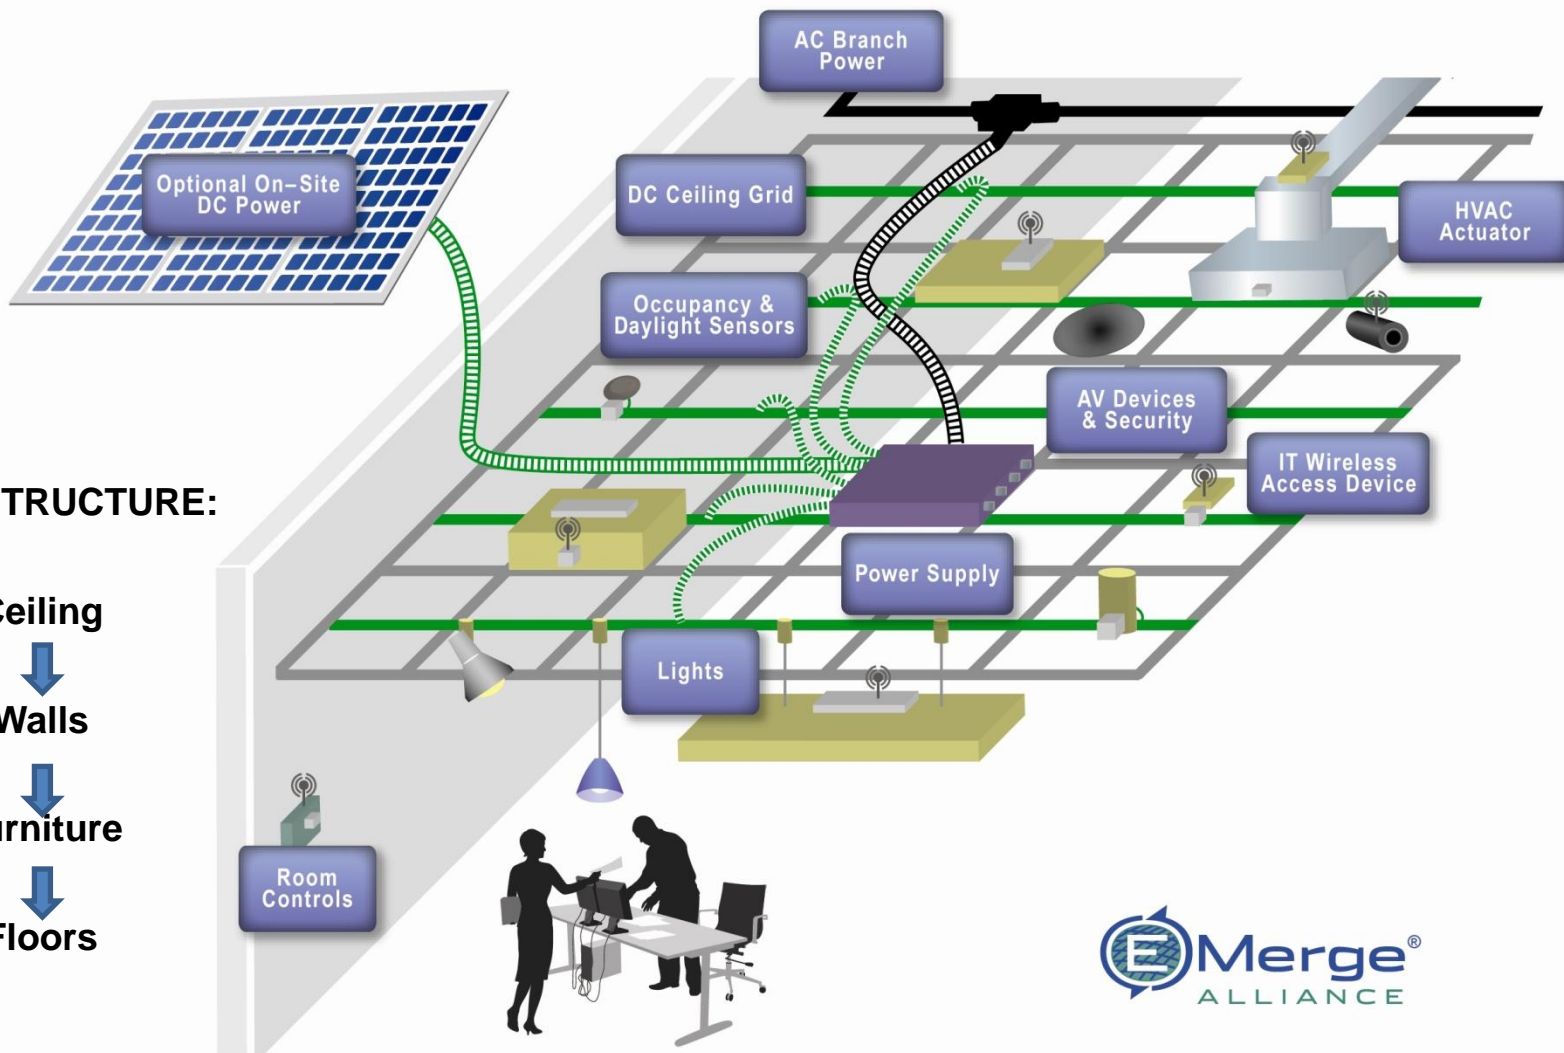 AC Branch
Power
Optional On–Site
DC Power
DC Ceiling Grid
HVAC
Actuator
Occupancy &
Daylight Sensors
AV Devices
& Security
IT Wireless
Access Device
TRUCTURE:
Power Supply
Ceiling
Lights
Walls
urniture
Room
Controls
Floors
EMerge®
ALLIANCE